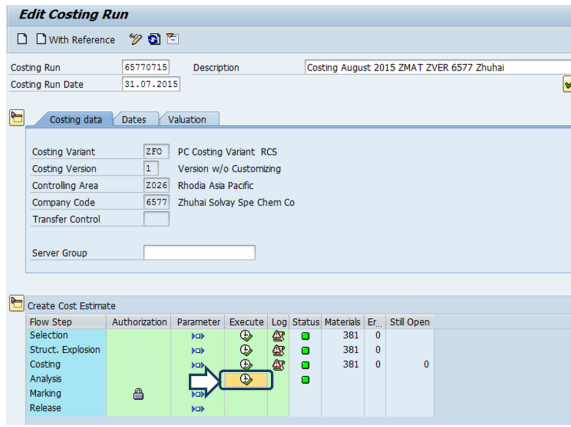 Edit Costing Run
With Reference
Costing Run 65770715 Description Costing August 2015 ZMAT ZVER 6577 Zhuhai
Costing Run Date 31.07.2015
Costing data Dates Valuation
Costing Variant ZFO PC Costing Variant RCS
Costing Version 1 Version w/o Customizing
Controlling Area Z026 Rhodia Asia Pacific
Company Code 6577 Zhuhai Solvay Spe Chem Co
Transfer Control
Server Group
Create Cost Estimate
Flow Step Authorization Parameter Execute Log Status Materials Er... Still Open
Selection 381 0
Struct. Explosion 381 0
Costing 381 0 0
Analysis
Marking
Release